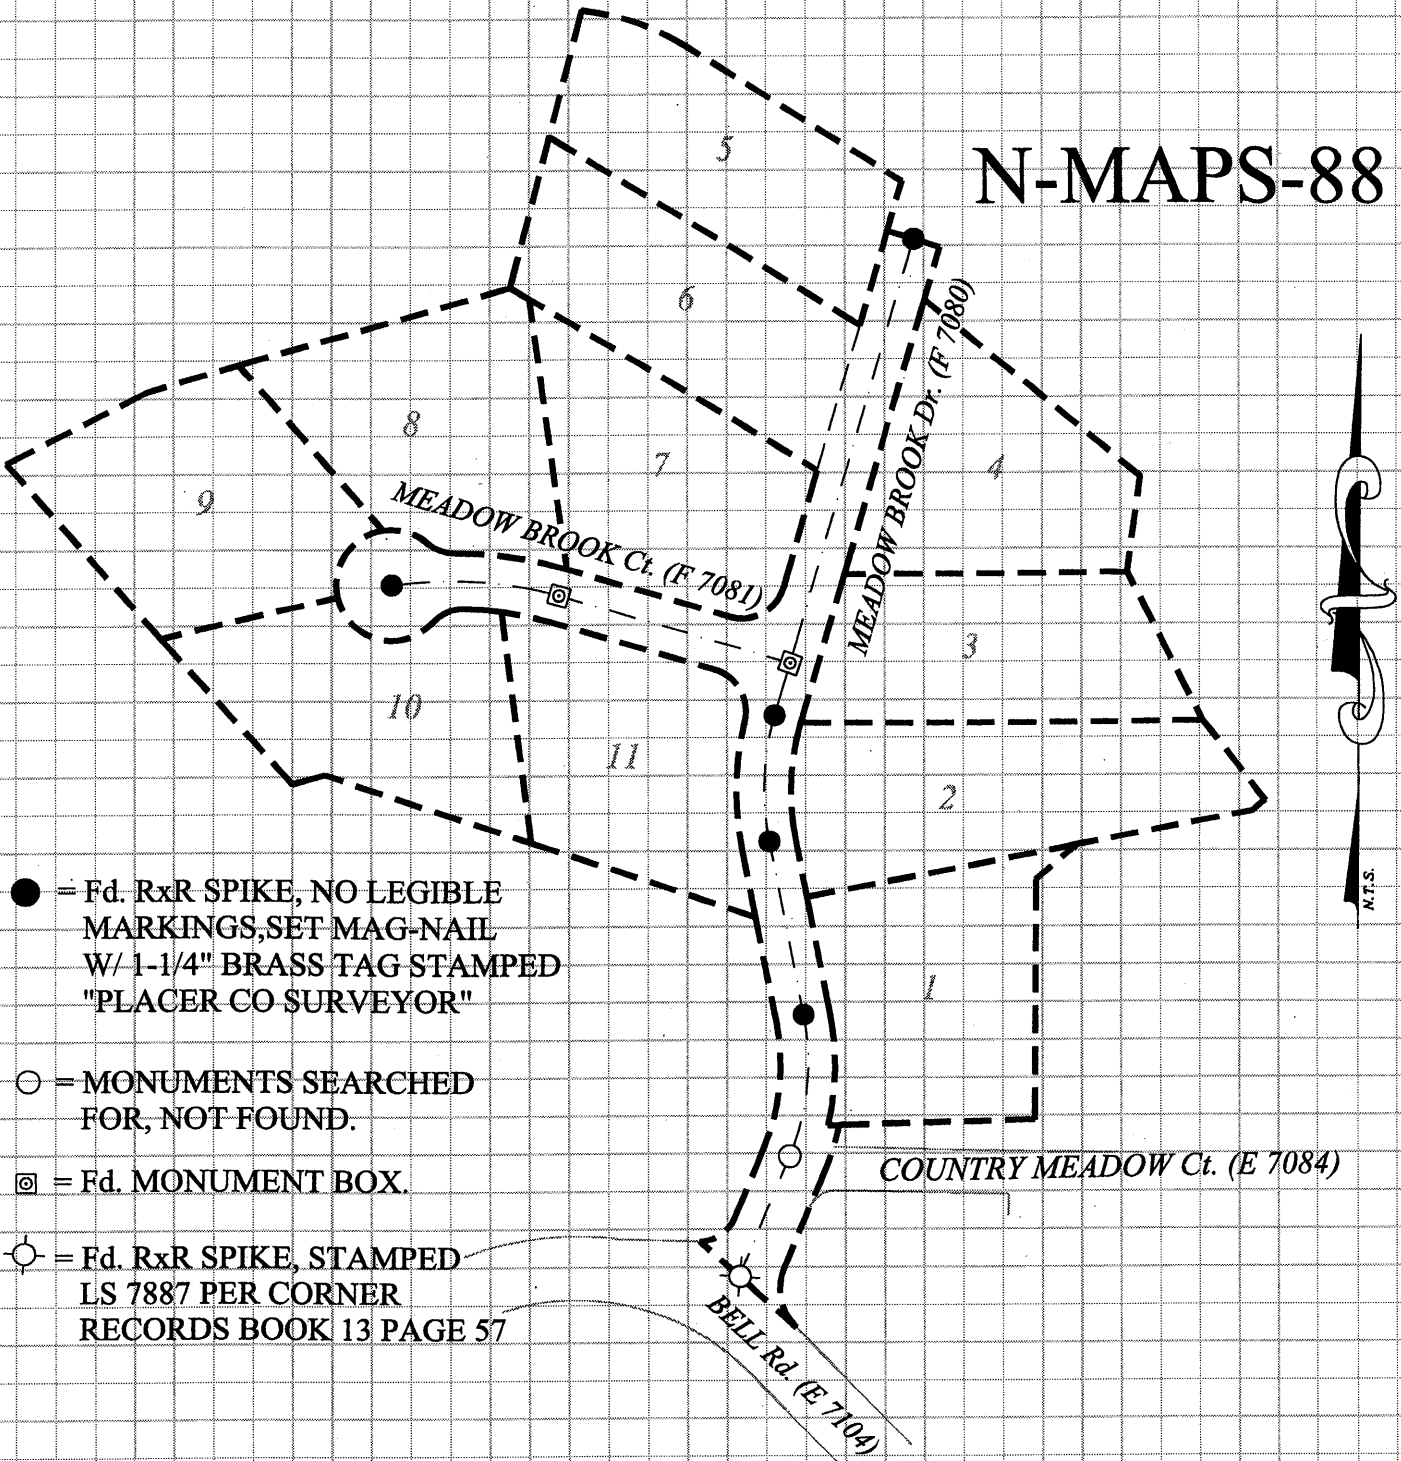 N-MAPS-88
5
6
8
7
9
4
MEADOW BROOK Ct. (F 7081)
MEADOW BROOK Dr. (F 7080)
3
10
11
2
1
N.T.S.
= Fd. RxR SPIKE, NO LEGIBLE
MARKINGS,SET MAG-NAIL
W/ 1-1/4" BRASS TAG STAMPED
"PLACER CO SURVEYOR"
= MONUMENTS SEARCHED
FOR, NOT FOUND.
= Fd. MONUMENT BOX.
= Fd. RxR SPIKE, STAMPED
LS 7887 PER CORNER
RECORDS BOOK 13 PAGE 57
COUNTRY MEADOW Ct. (E 7084)
BELL Rd. (E 7104)